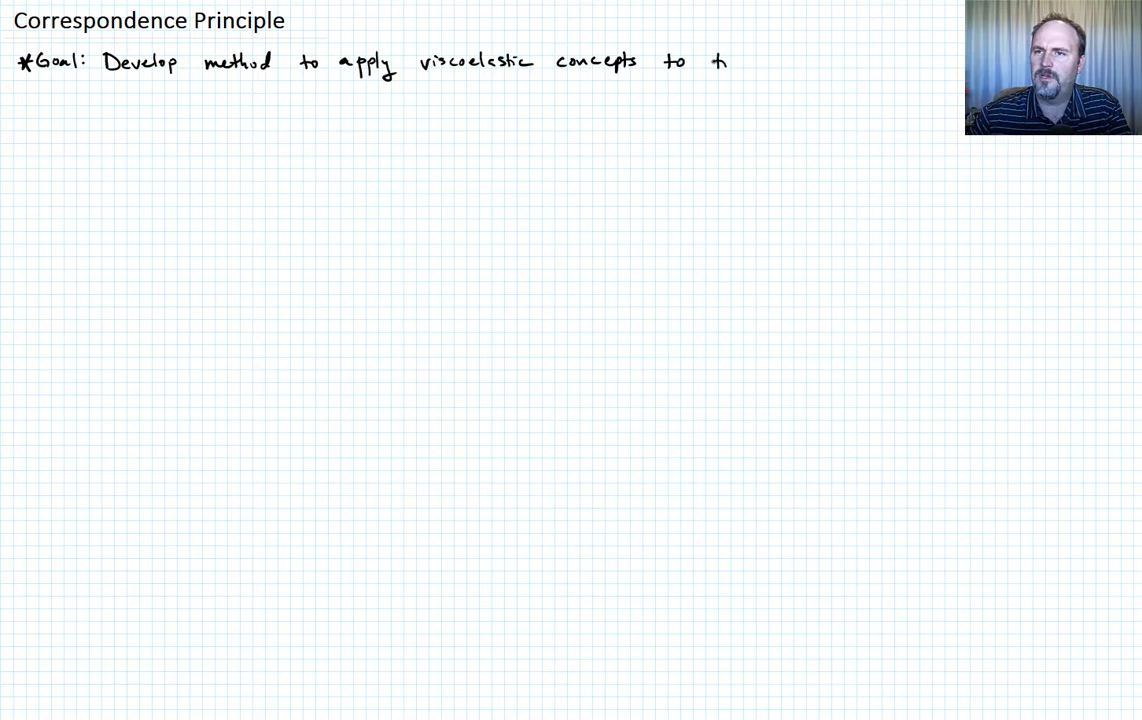 Correspondence Principle
*Goal: Develop method to apply viscoelastic concepts to